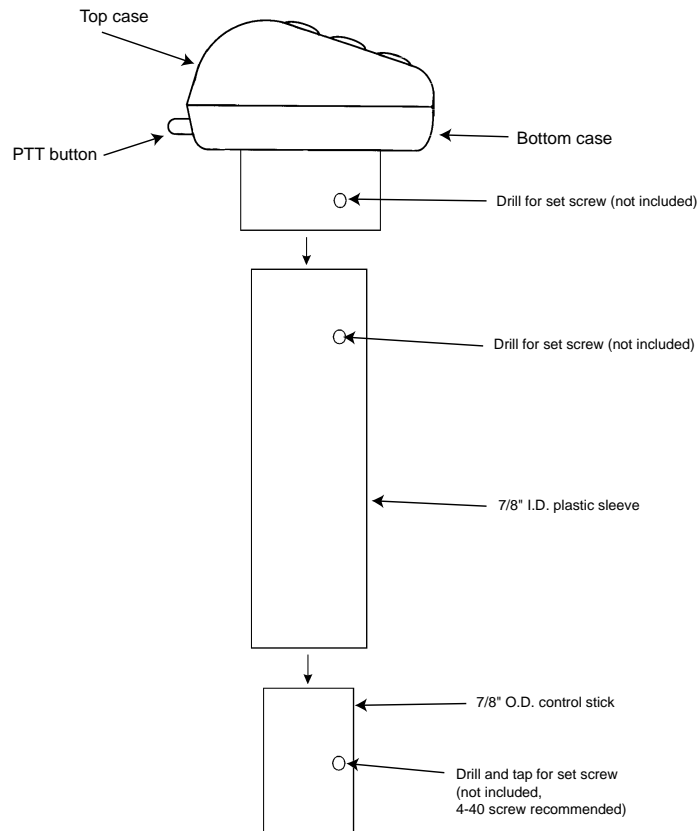 Top case
PTT button
Bottom case
Drill for set screw (not included)
Drill for set screw (not included)
7/8" I.D. plastic sleeve
7/8" O.D. control stick
Drill and tap for set screw
(not included,
4-40 screw recommended)